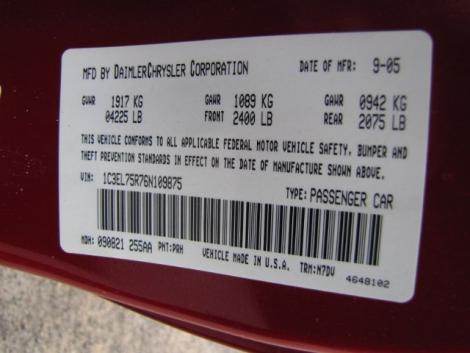 MFD BY DAIMLERCHRYSLER CORPORATION DATE OF MFR: 9-05
GVWR 1917 KG GAWR 1089 KG GAWR 0942 KG
04225 LB FRONT 2400 LB REAR 2075 LB
THIS VEHICLE CONFORMS TO ALL APPLICABLE FEDERAL MOTOR VEHICLE SAFETY, BUMPER AND
THEFT PREVENTION STANDARDS IN EFFECT ON THE DATE OF MANUFACTURE SHOWN ABOVE.
VIN: 1C3EL75R76N109875 TYPE: PASSENGER CAR
MDH: 090821 255AA PNT: PRH VEHICLE MADE IN U.S.A. TRM: N7DV
4648102